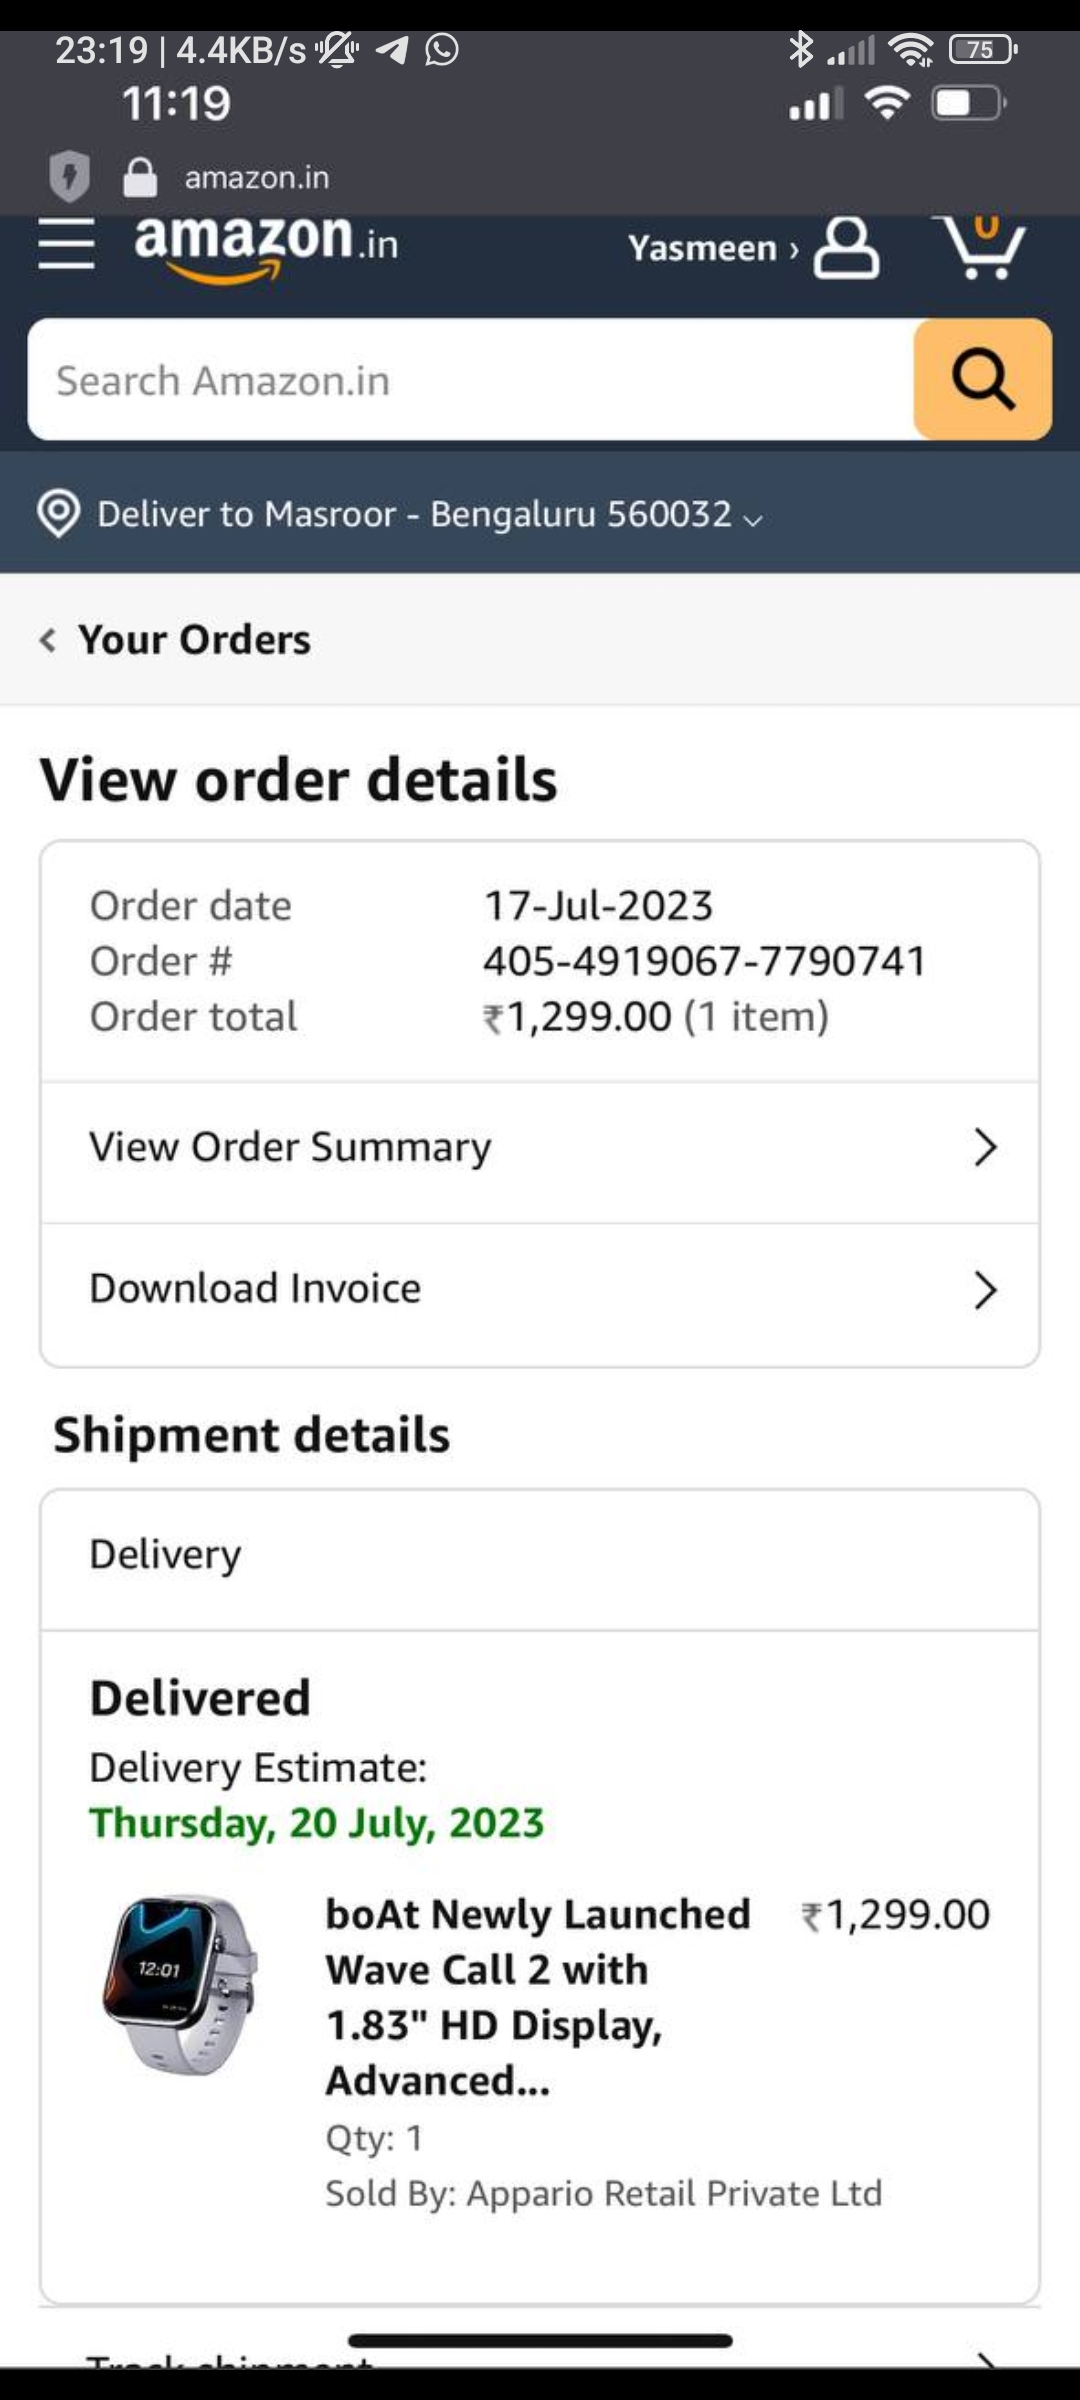 23:19 | 4.4KB/s 75
11:19
amazon.in
amazon.in
Yasmeen ›
0
Search Amazon.in
Deliver to Masroor - Bengaluru 560032
Your Orders
View order details
Order date 17-Jul-2023
Order # 405-4919067-7790741
Order total ₹1,299.00 (1 item)
View Order Summary
Download Invoice
Shipment details
Delivery
Delivered
Delivery Estimate:
Thursday, 20 July, 2023
12:01
boAt Newly Launched ₹1,299.00
Wave Call 2 with
1.83" HD Display,
Advanced...
Qty: 1
Sold By: Appario Retail Private Ltd
Track shipment